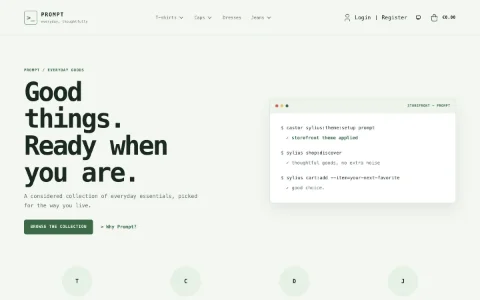 >_ PROMPT
everyday, thoughtfully
T-shirts Caps Dresses Jeans
Login | Register £0.00
PROMPT / EVERYDAY GOODS
Good
things.
Ready when
you are.
A considered collection of everyday essentials, picked
for the way you live.
BROWSE THE COLLECTION → Why Prompt?
STOREFRONT — PROMPT
$ castor sylius:theme:setup prompt
✓ storefront theme applied
$ sylius shop:discover
✓ thoughtful goods, no extra noise
$ sylius cart:add --item=your-next-favorite
✓ good choice.
T C D J